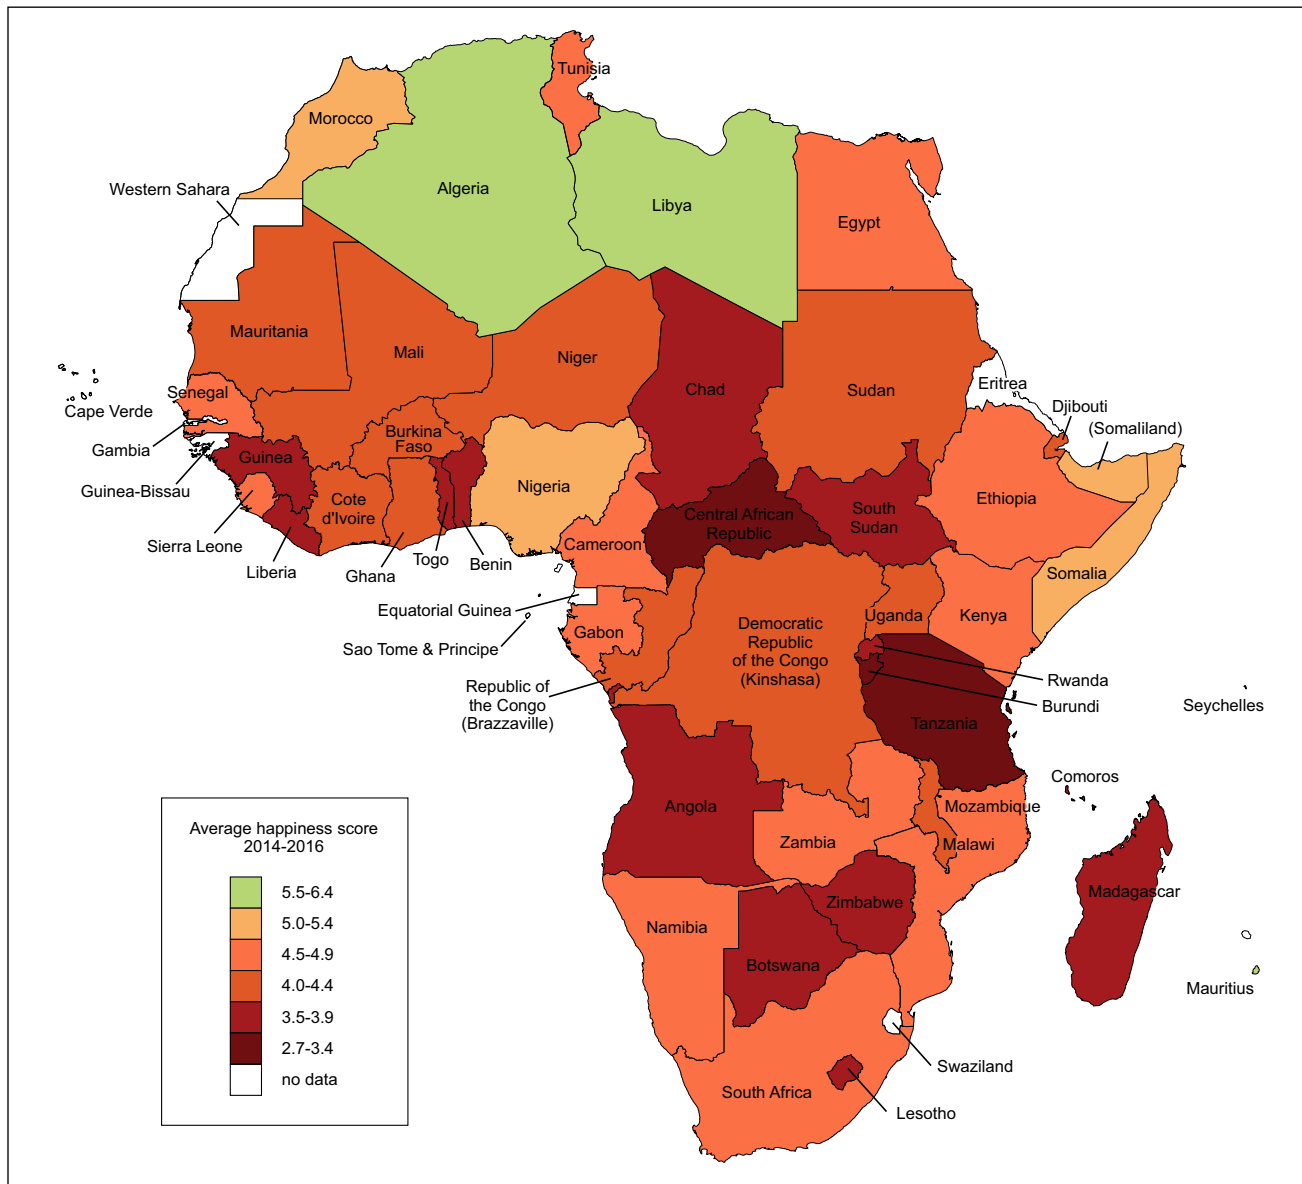 Tunisia
Morocco
Western Sahara
Algeria
Libya
Egypt
Mauritania
Mali
Niger
Chad
Sudan
Eritrea
Senegal
Cape Verde
Djibouti
(Somaliland)
Gambia
Burkina
Faso
Guinea
Guinea-Bissau
Nigeria
Cote
d'Ivoire
Ethiopia
Central African
Republic
South
Sudan
Sierra Leone
Liberia
Ghana
Togo
Benin
Cameroon
Somalia
Equatorial Guinea
Gabon
Sao Tome & Principe
Democratic
Republic
of the Congo
(Kinshasa)
Uganda
Kenya
Rwanda
Burundi
Republic of
the Congo
(Brazzaville)
Seychelles
Tanzania
Comoros
Angola
Mozambique
Zambia
Malawi
Madagascar
Zimbabwe
Namibia
Botswana
Mauritius
Swaziland
South Africa
Lesotho
Average happiness score
2014-2016
5.5-6.4
5.0-5.4
4.5-4.9
4.0-4.4
3.5-3.9
2.7-3.4
no data